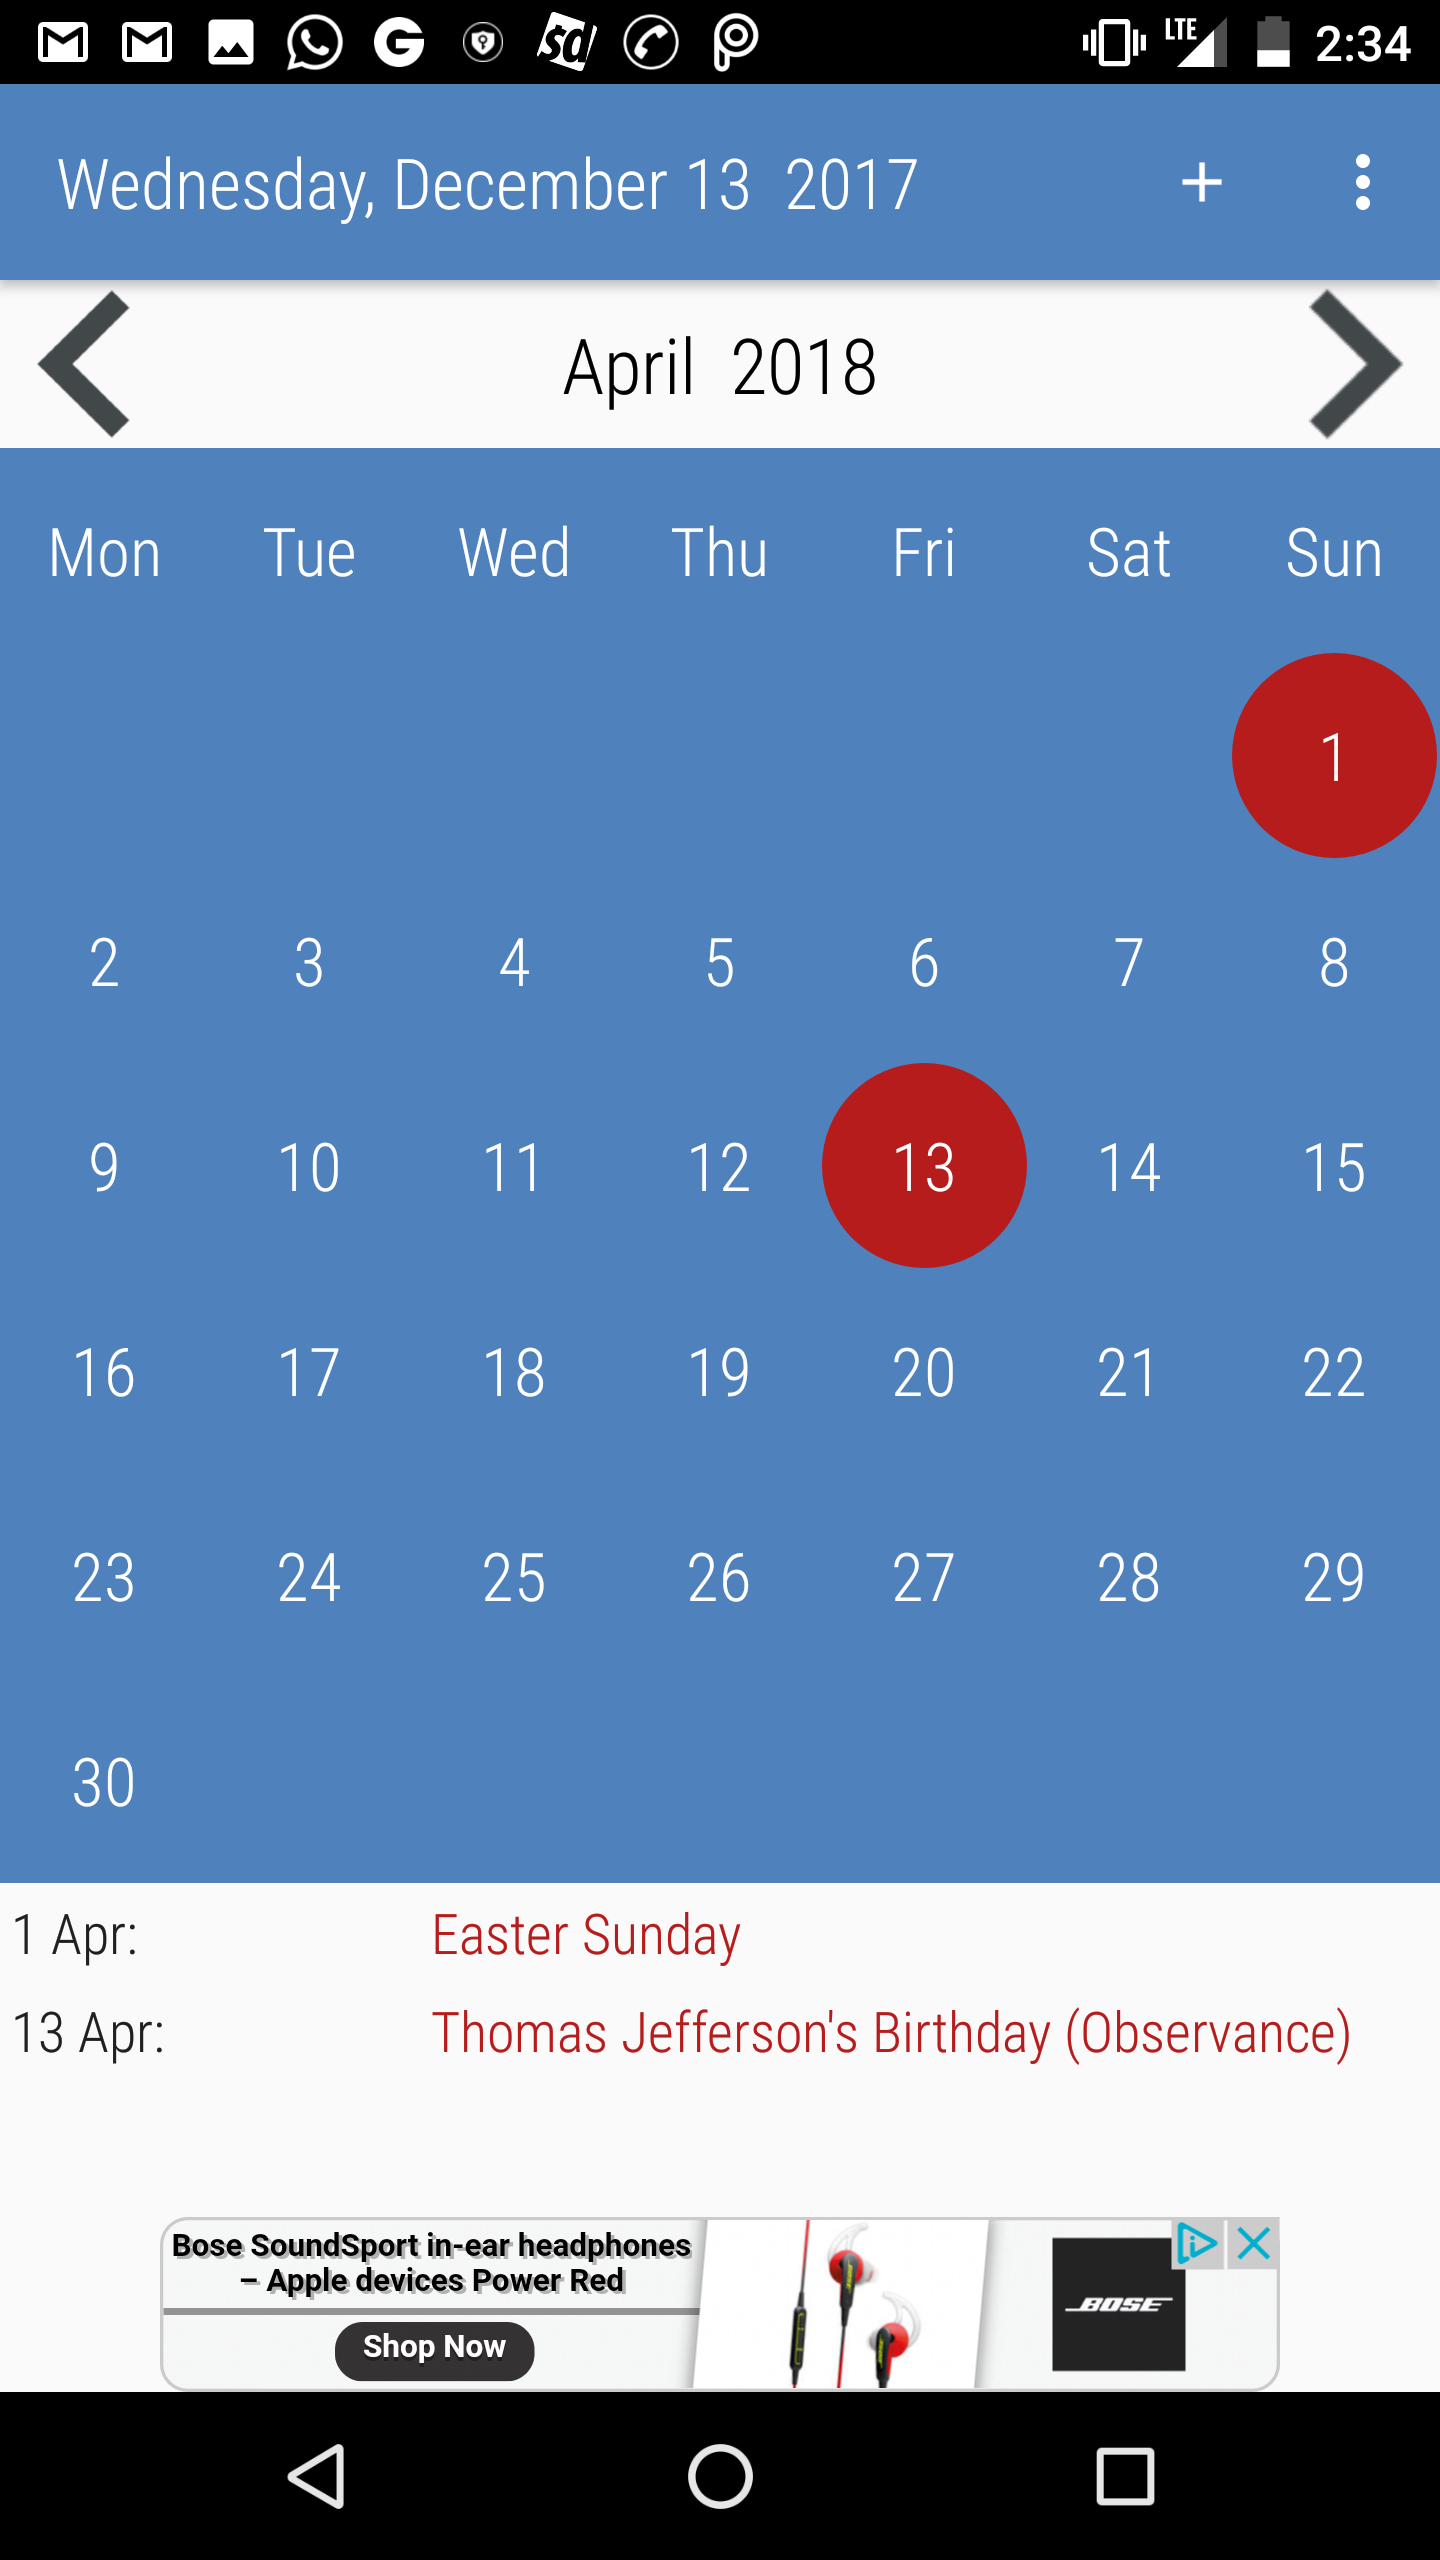 sd LTE 2:34
Wednesday, December 13 2017 +
April 2018
Mon Tue Wed Thu Fri Sat Sun
1
2 3 4 5 6 7 8
9 10 11 12 13 14 15
16 17 18 19 20 21 22
23 24 25 26 27 28 29
30
1 Apr: Easter Sunday
13 Apr: Thomas Jefferson's Birthday (Observance)
Bose SoundSport in-ear headphones
– Apple devices Power Red
Shop Now
BOSE